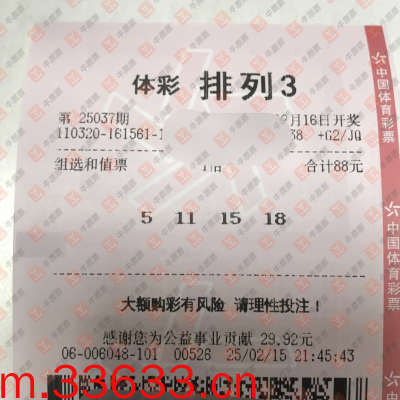 体彩 排列3
第 25037期 月16日开奖
110320-161561-1 38 +G2/JQ
组选和值票 合计88元
5 11 15 18
大额购彩有风险 请理性投注！
感谢您为公益事业贡献 29.92元
06-006048-101 00526 25/02/15 21:45:43
中国体育彩票
中国体育彩票
m.33633.cn